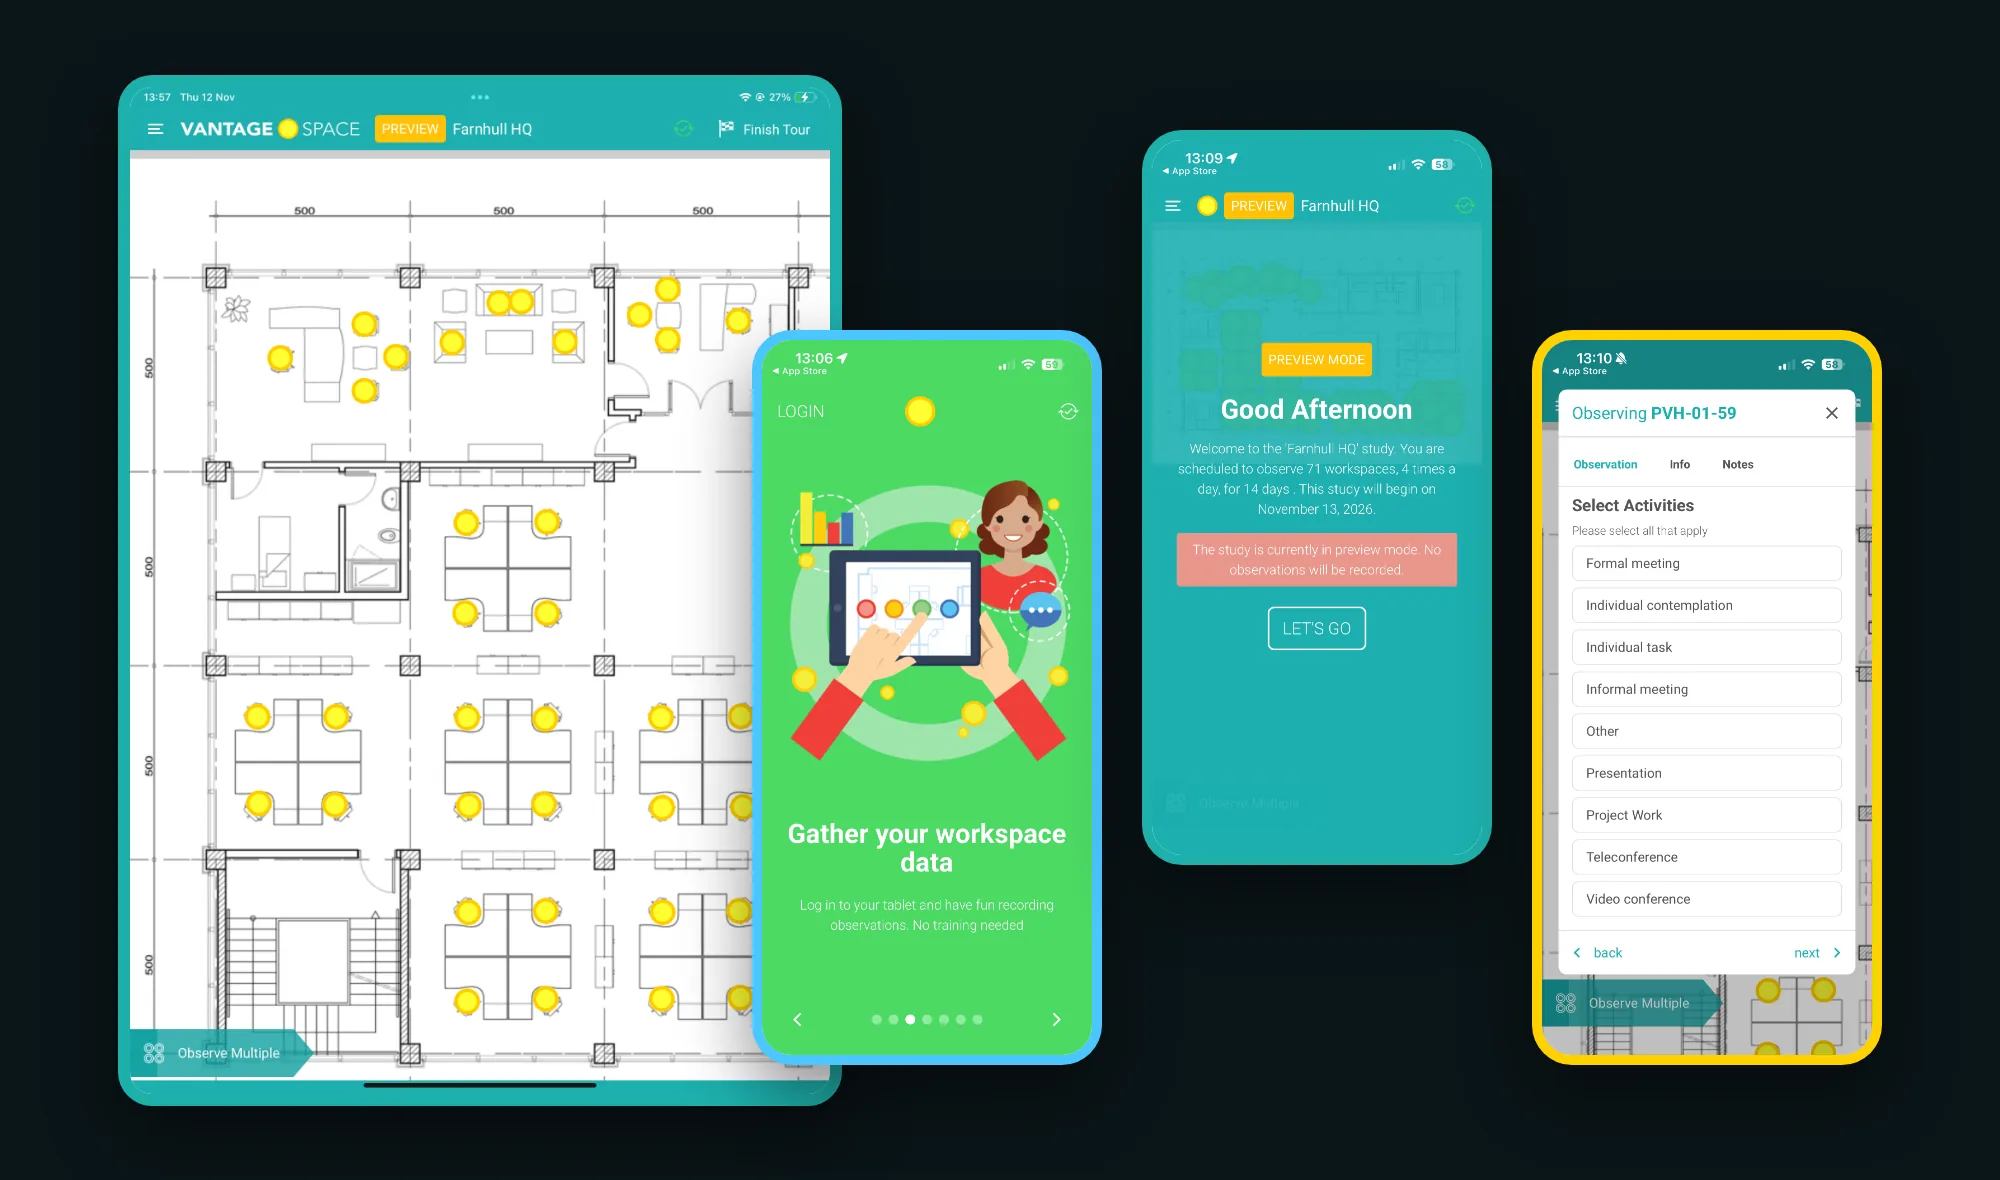 13:57 Thu 12 Nov
27%
VANTAGE SPACE PREVIEW Farnhull HQ
Finish Tour
500 500 500
500
500
500
500
Observe Multiple
13:06
App Store
59
LOGIN
Gather your workspace
data
Log in to your tablet and have fun recording
observations. No training needed
13:09
App Store
58
PREVIEW Farnhull HQ
PREVIEW MODE
Good Afternoon
Welcome to the 'Farnhull HQ' study. You are
scheduled to observe 71 workspaces, 4 times a
day, for 14 days . This study will begin on
November 13, 2026.
The study is currently in preview mode. No
observations will be recorded.
LET'S GO
Observe Multiple
13:10
App Store
58
Observing PVH-01-59
Observation Info Notes
Select Activities
Please select all that apply
Formal meeting
Individual contemplation
Individual task
Informal meeting
Other
Presentation
Project Work
Teleconference
Video conference
back next
Observe Multiple